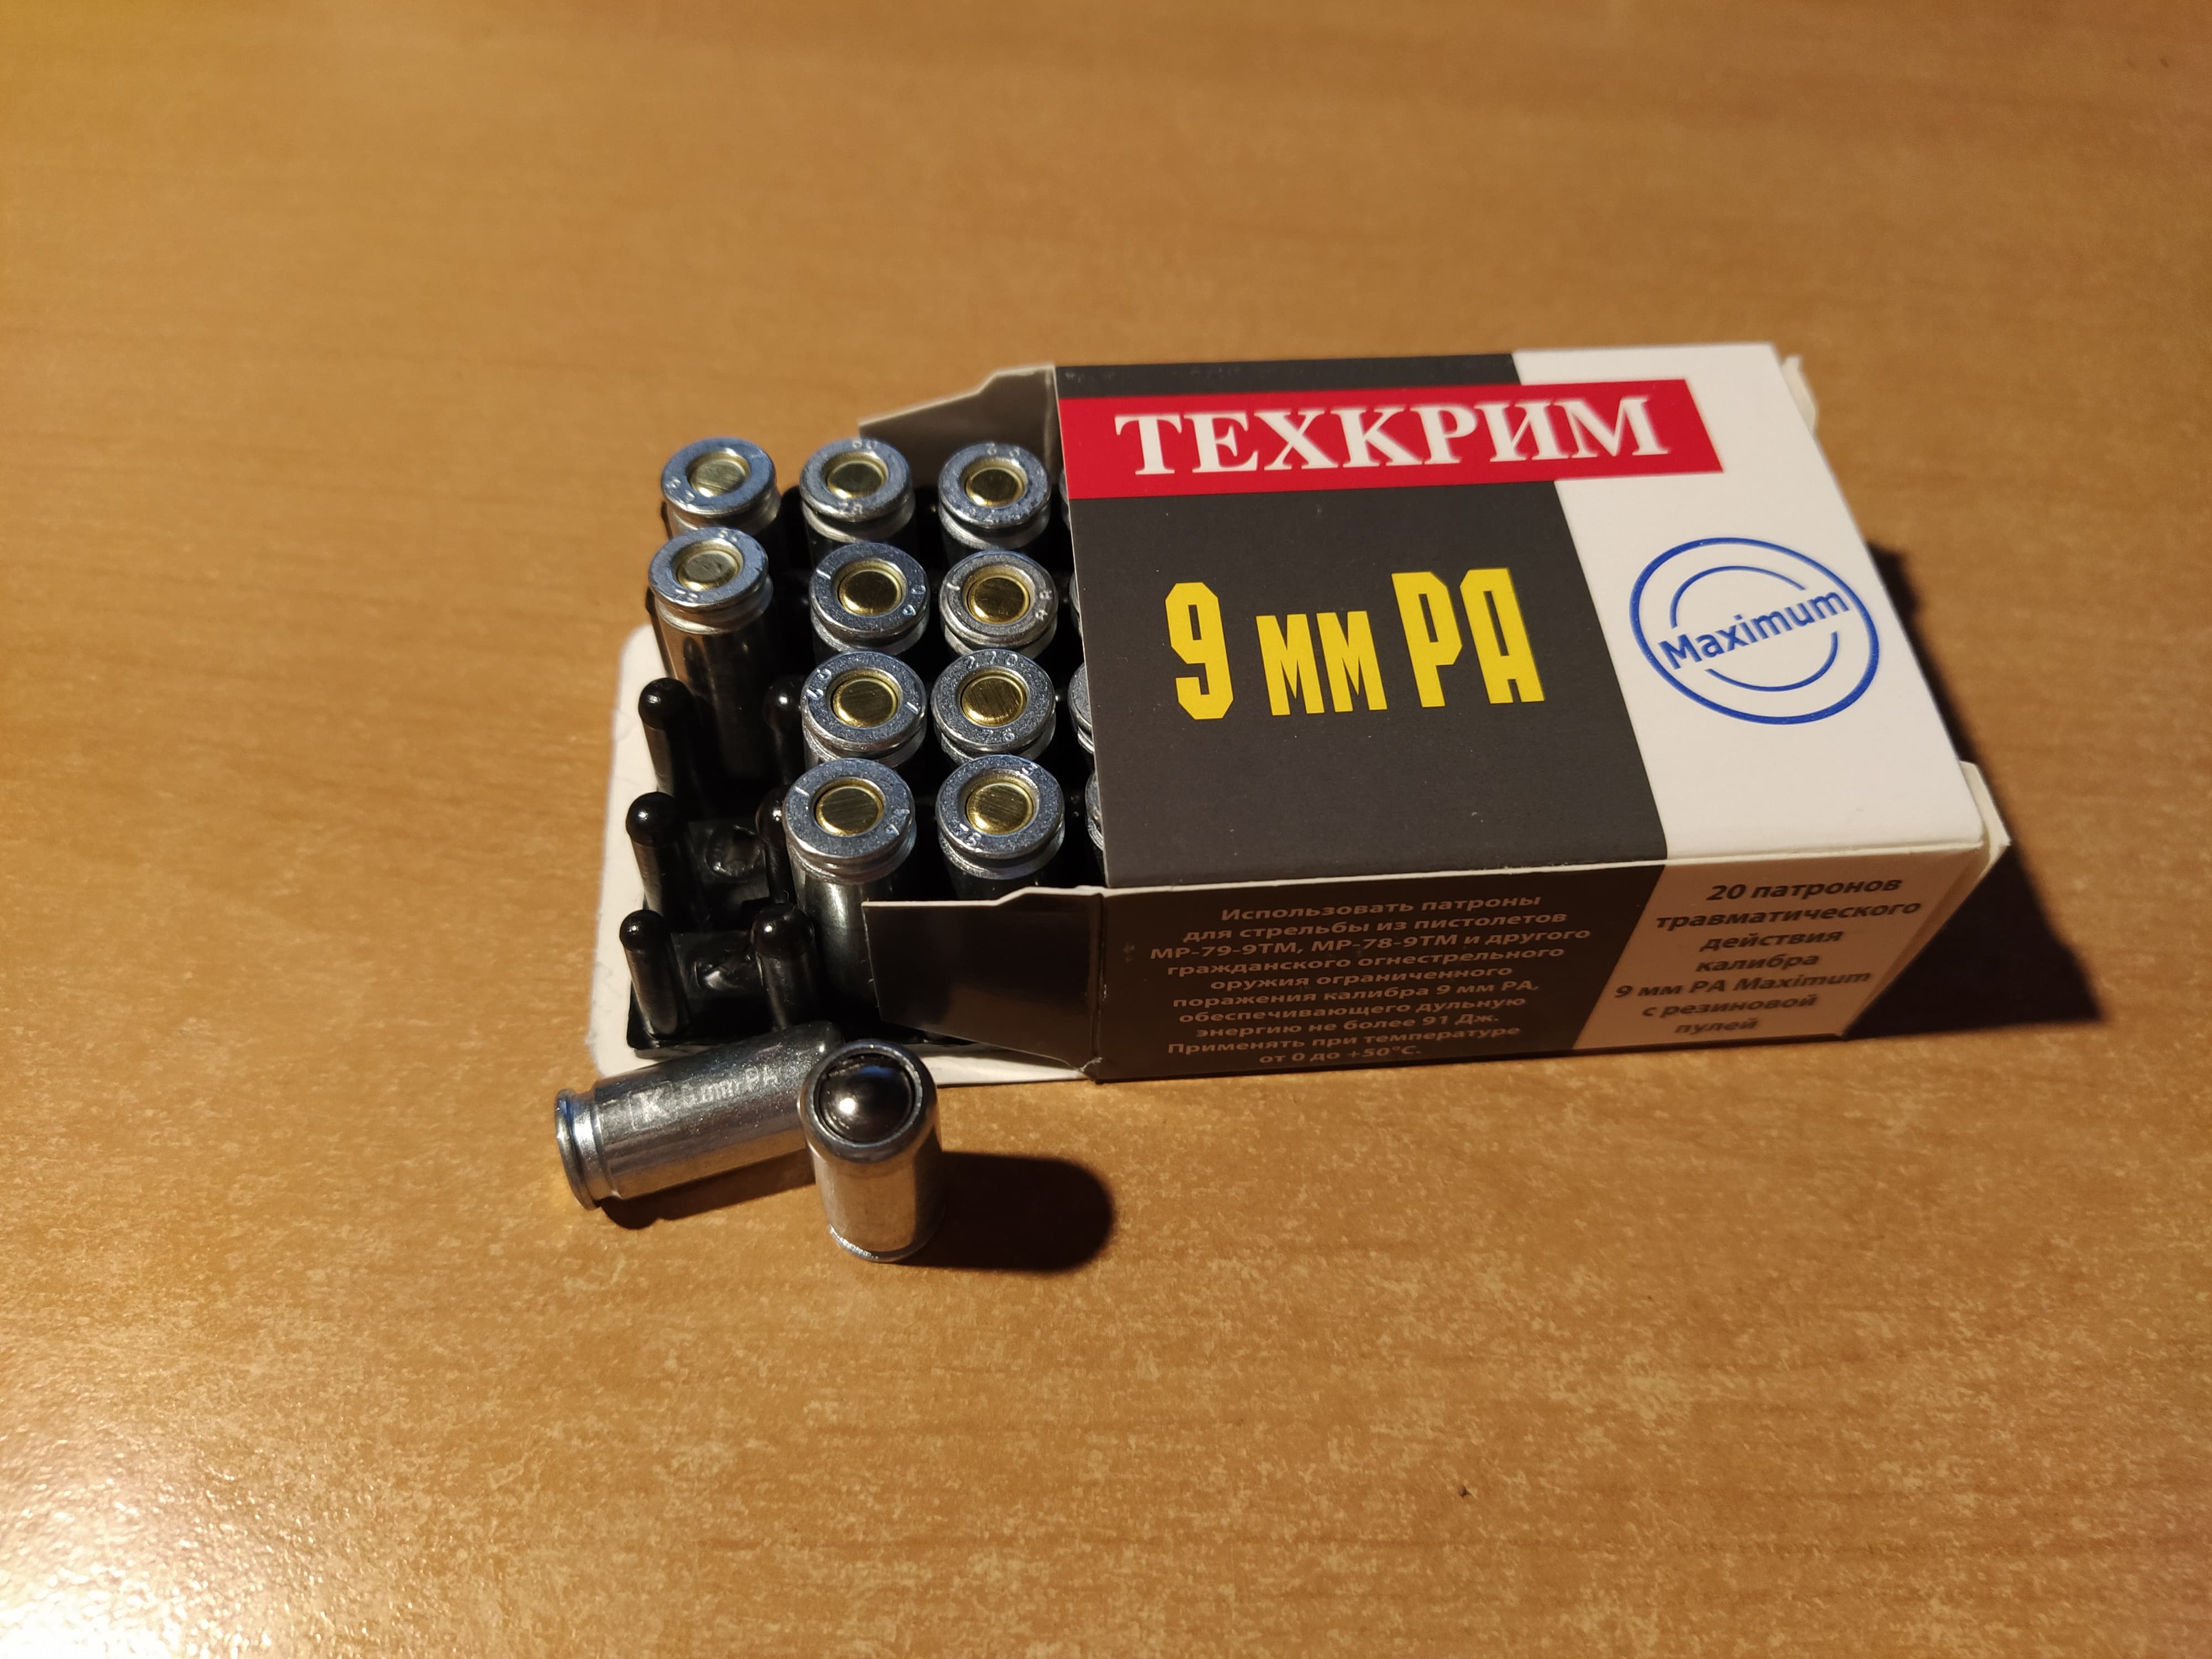 ТЕХКРИМ
9 мм РА
Maximum
Использовать патроны
для стрельбы из пистолетов
МР-79-9ТМ, МР-78-9ТМ и другого
гражданского огнестрельного
оружия ограниченного
поражения калибра 9 мм РА,
обеспечивающего дульную
энергию не более 91 Дж.
Применять при температуре
от 0 до +50°С.
20 патронов
травматического
действия
калибра
9 мм РА Maximum
с резиновой
пулей
mm PA